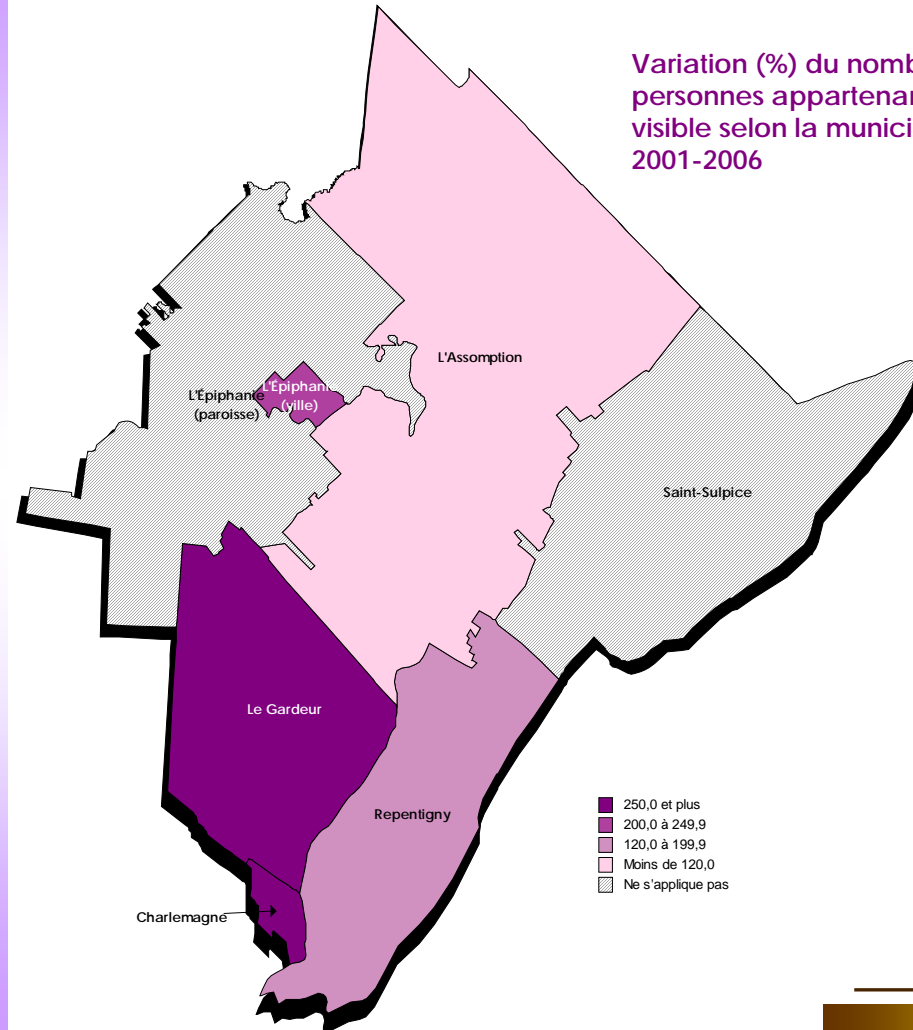 Variation (%) du nomb
personnes appartenan
visible selon la munici
2001-2006
L'Assomption
L'Épiphanie
(ville)
L'Épiphanie
(paroisse)
Saint-Sulpice
Le Gardeur
Repentigny
Charlemagne
250,0 et plus
200,0 à 249,9
120,0 à 199,9
Moins de 120,0
Ne s'applique pas